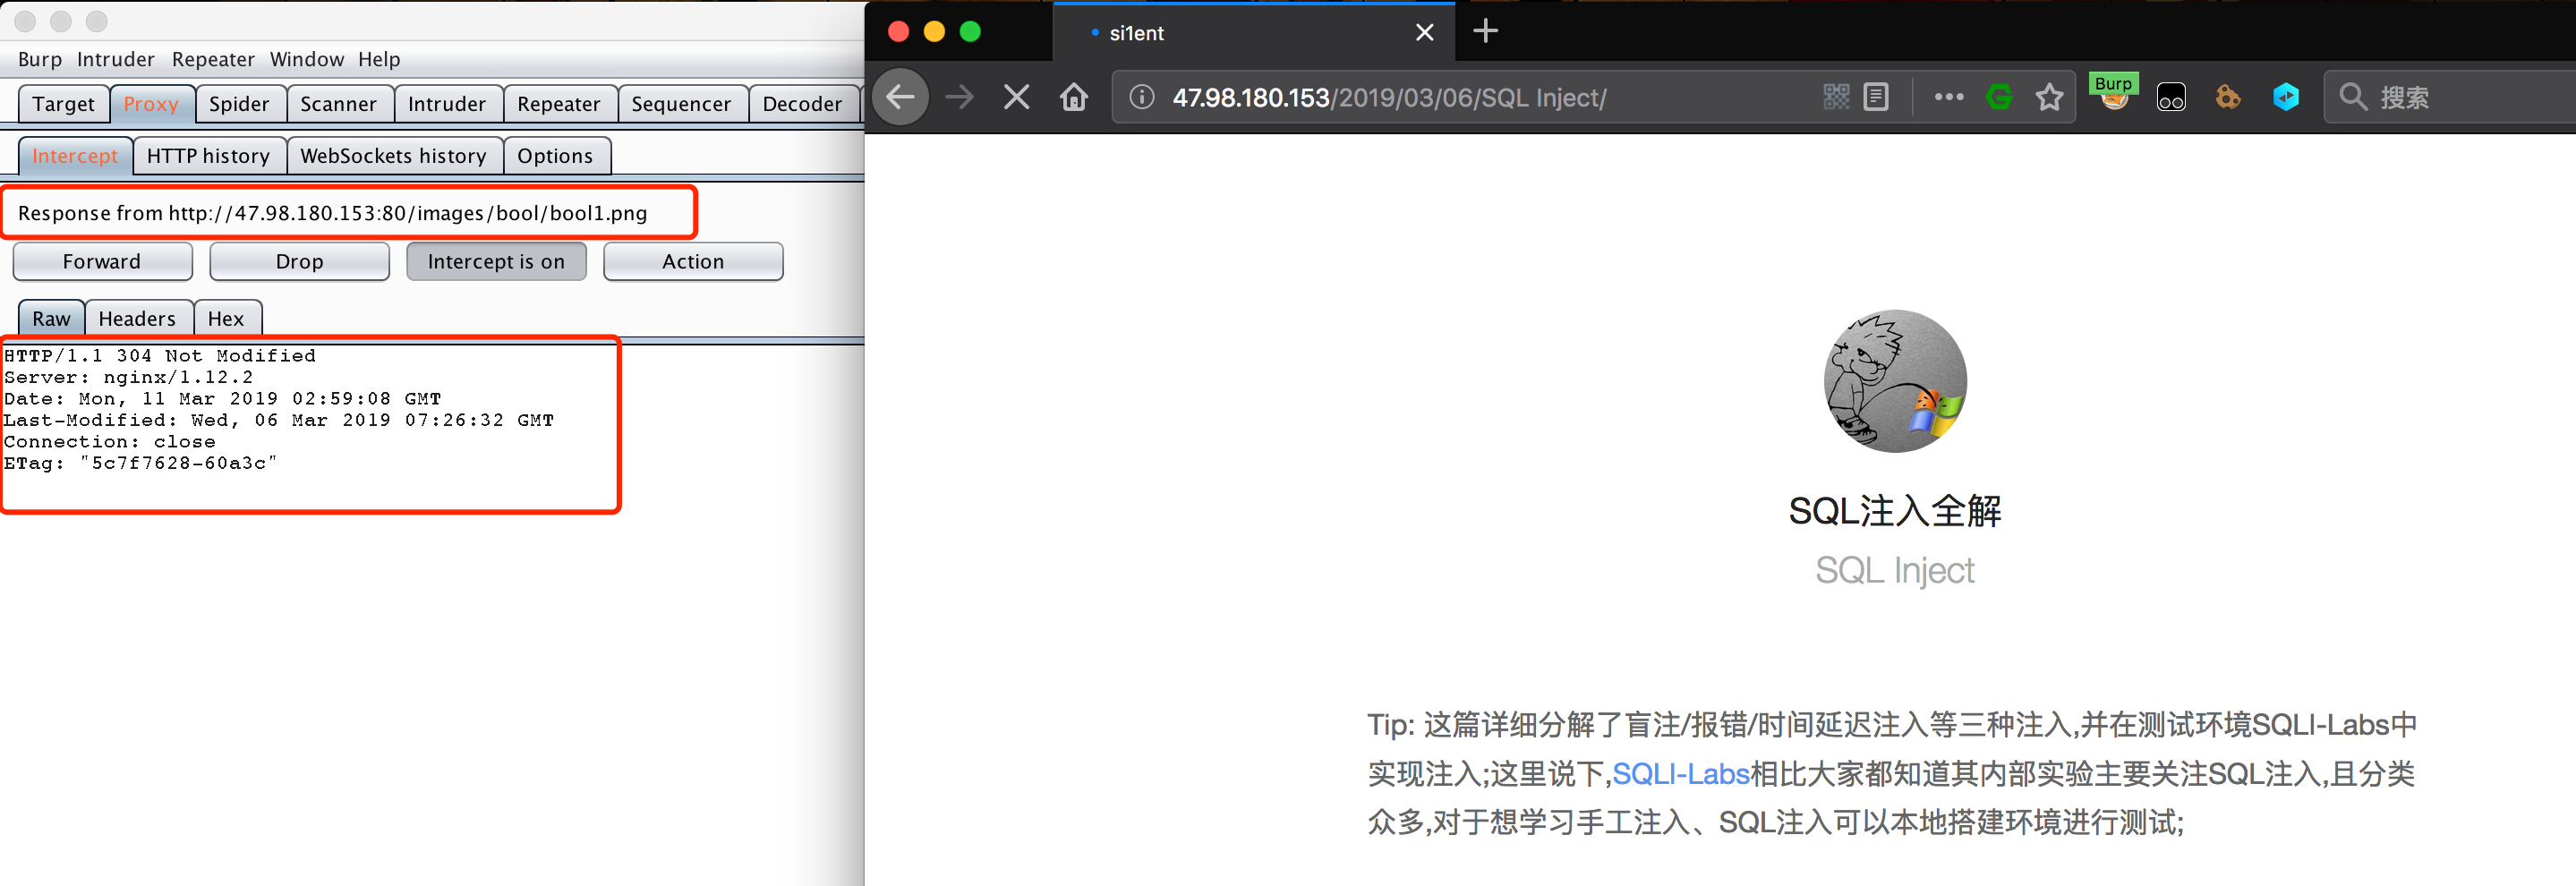 Burp Intruder Repeater Window Help
Target Proxy Spider Scanner Intruder Repeater Sequencer Decoder
Intercept HTTP history WebSockets history Options
Response from http://47.98.180.153:80/images/bool/bool1.png
Forward Drop Intercept is on Action
Raw Headers Hex
HTTP/1.1 304 Not Modified
Server: nginx/1.12.2
Date: Mon, 11 Mar 2019 02:59:08 GMT
Last-Modified: Wed, 06 Mar 2019 07:26:32 GMT
Connection: close
ETag: "5c7f7628-60a3c"
si1ent
47.98.180.153/2019/03/06/SQL Inject/
Burp
搜索
SQL注入全解
SQL Inject
Tip: 这篇详细分解了盲注/报错/时间延迟注入等三种注入,并在测试环境SQLI-Labs中
实现注入;这里说下,SQLI-Labs相比大家都知道其内部实验主要关注SQL注入,且分类
众多,对于想学习手工注入、SQL注入可以本地搭建环境进行测试;